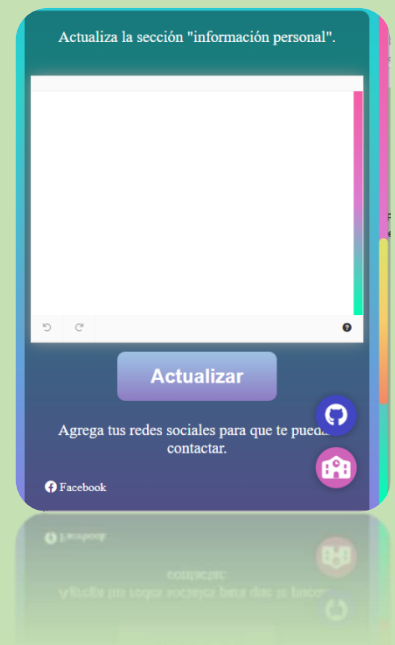 Actualiza la sección "información personal".
Actualizar
Agrega tus redes sociales para que te
contactar.
Facebook